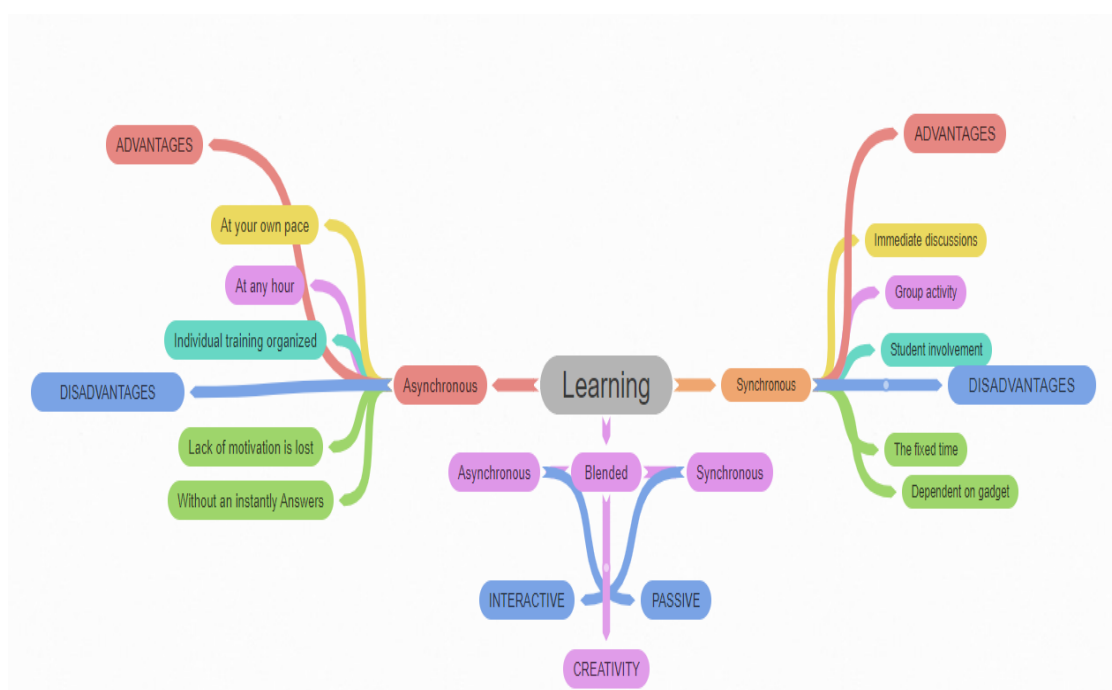 ADVANTAGES
At your own pace
At any hour
Individual training organized
DISADVANTAGES
Lack of motivation is lost
Without an instantly Answers
Asynchronous
Learning
Synchronous
ADVANTAGES
Immediate discussions
Group activity
Student involvement
DISADVANTAGES
The fixed time
Dependent on gadget
Asynchronous
Blended
Synchronous
INTERACTIVE
PASSIVE
CREATIVITY